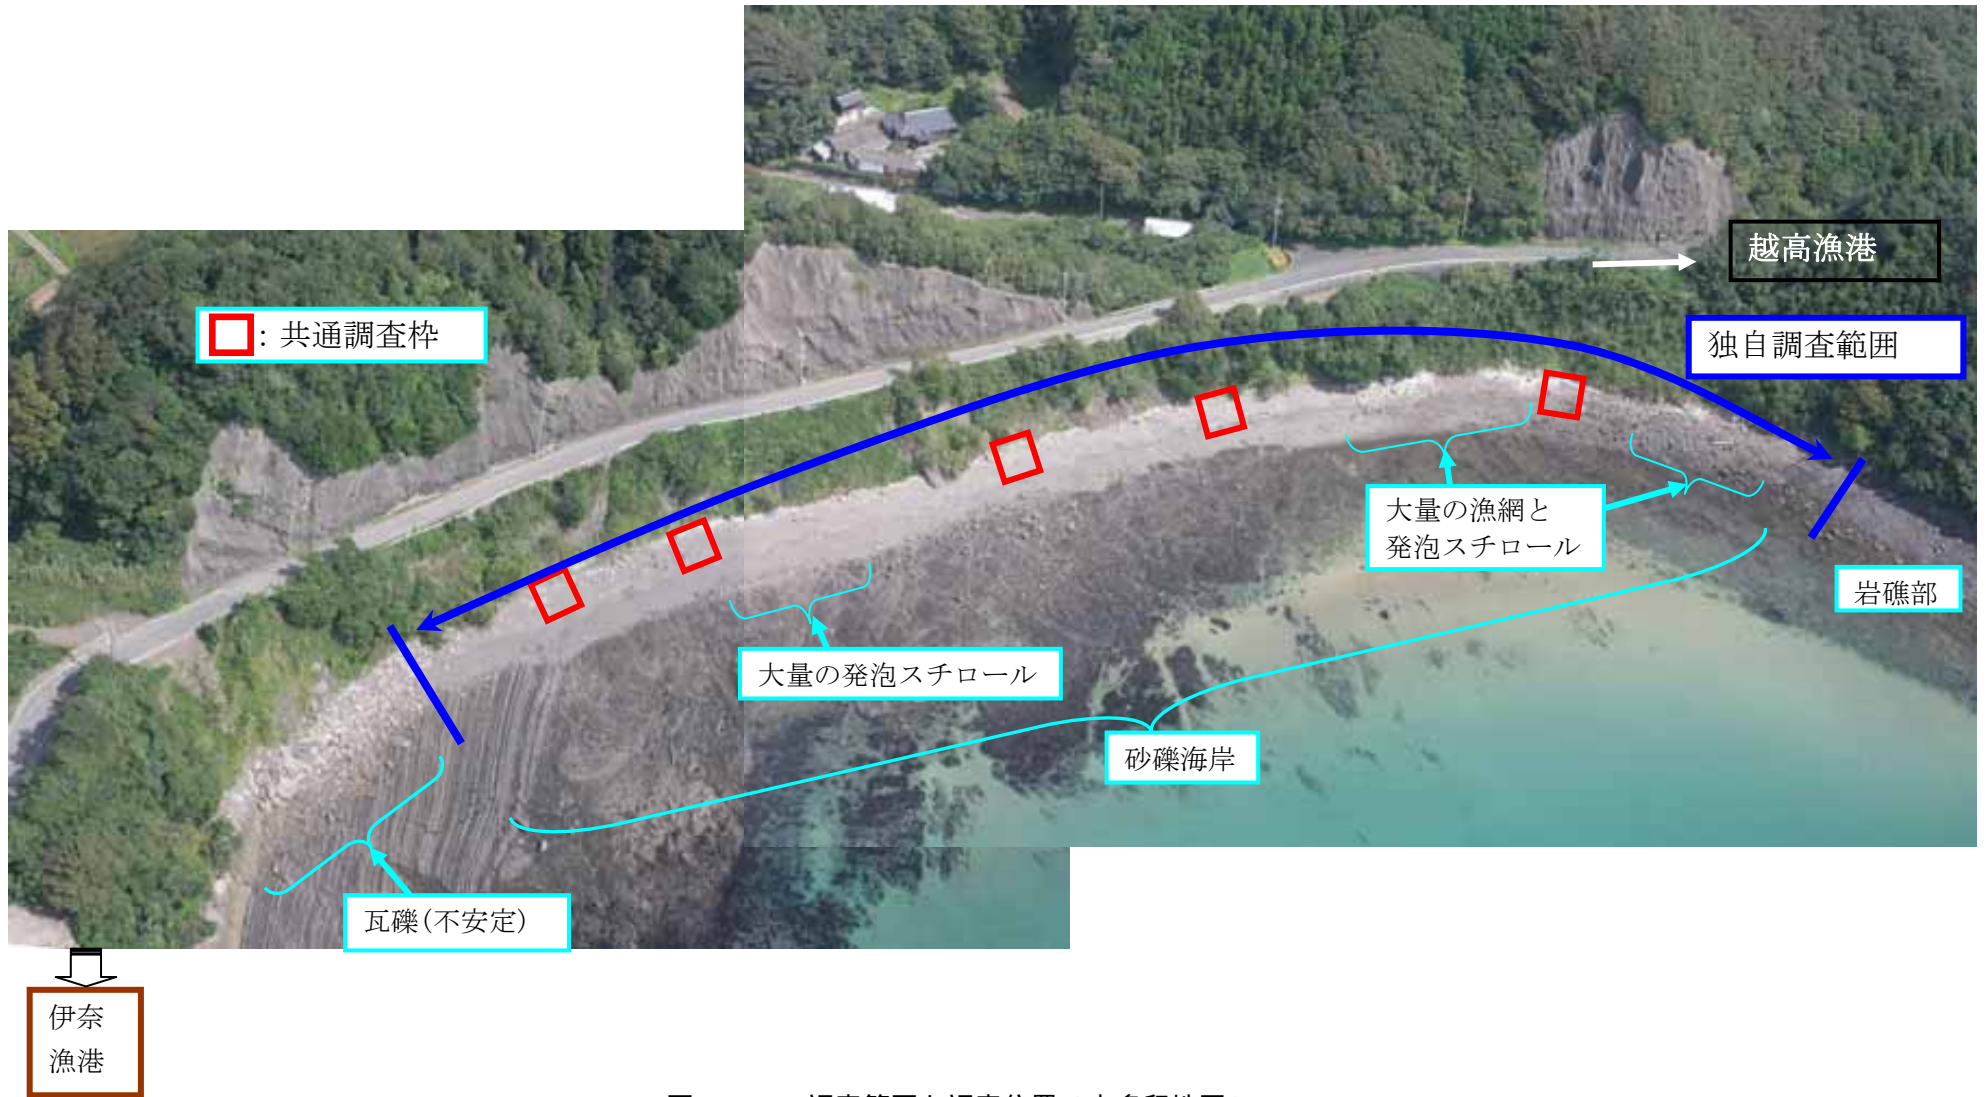 越高漁港
独自調査範囲
: 共通調査枠
大量の漁網と
発泡スチロール
岩礁部
大量の発泡スチロール
砂礫海岸
瓦礫(不安定)
伊奈
漁港